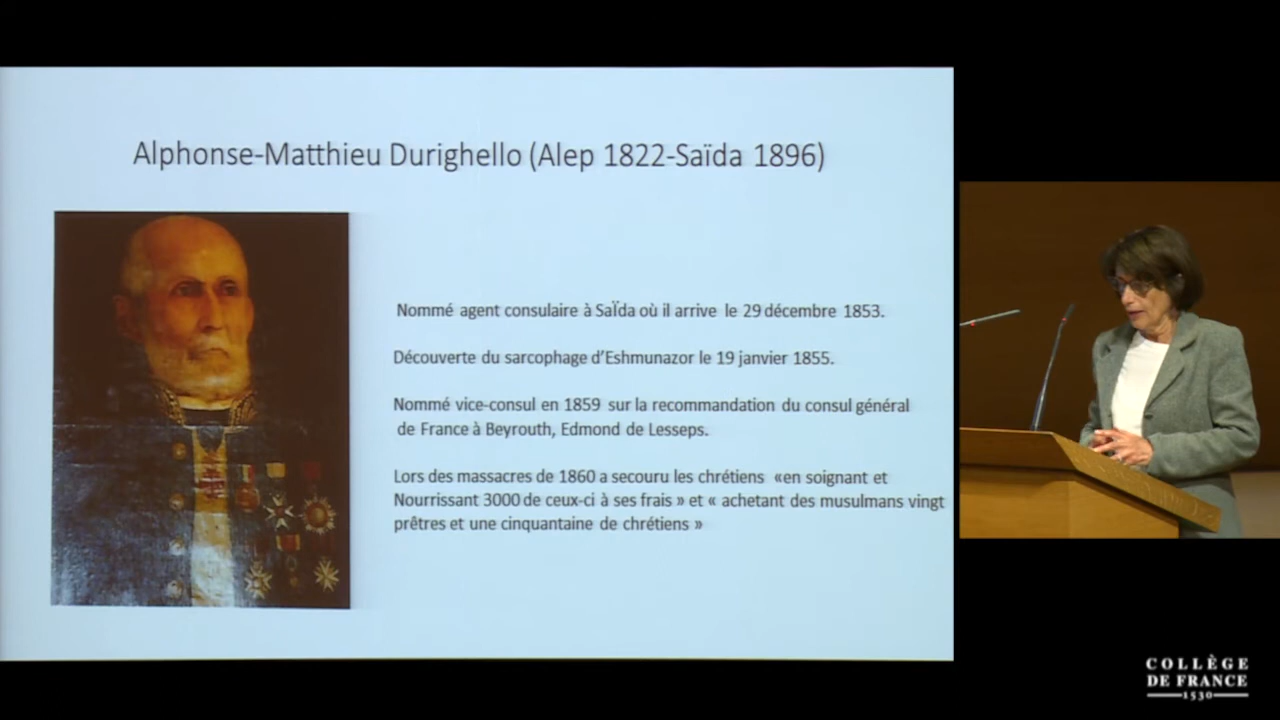 Alphonse-Matthieu Durighello (Alep 1822-Saïda 1896)
Nommé agent consulaire à SaÏda où il arrive le 29 décembre 1853.
Découverte du sarcophage d’Eshmunazor le 19 janvier 1855.
Nommé vice-consul en 1859 sur la recommandation du consul général
de France à Beyrouth, Edmond de Lesseps.
Lors des massacres de 1860 a secouru les chrétiens «en soignant et
Nourrissant 3000 de ceux-ci à ses frais » et « achetant des musulmans vingt
prêtres et une cinquantaine de chrétiens »
COLLÈGE
DE FRANCE
1530